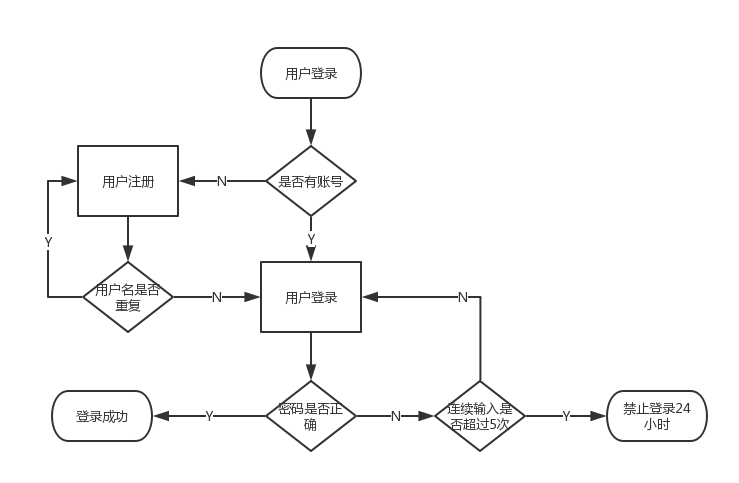 用户登录
用户注册
N
是否有账号
Y
Y
用户名是否
重复
N
用户登录
N
登录成功
Y
密码是否正
确
N
连续输入是
否超过5次
Y
禁止登录24
小时